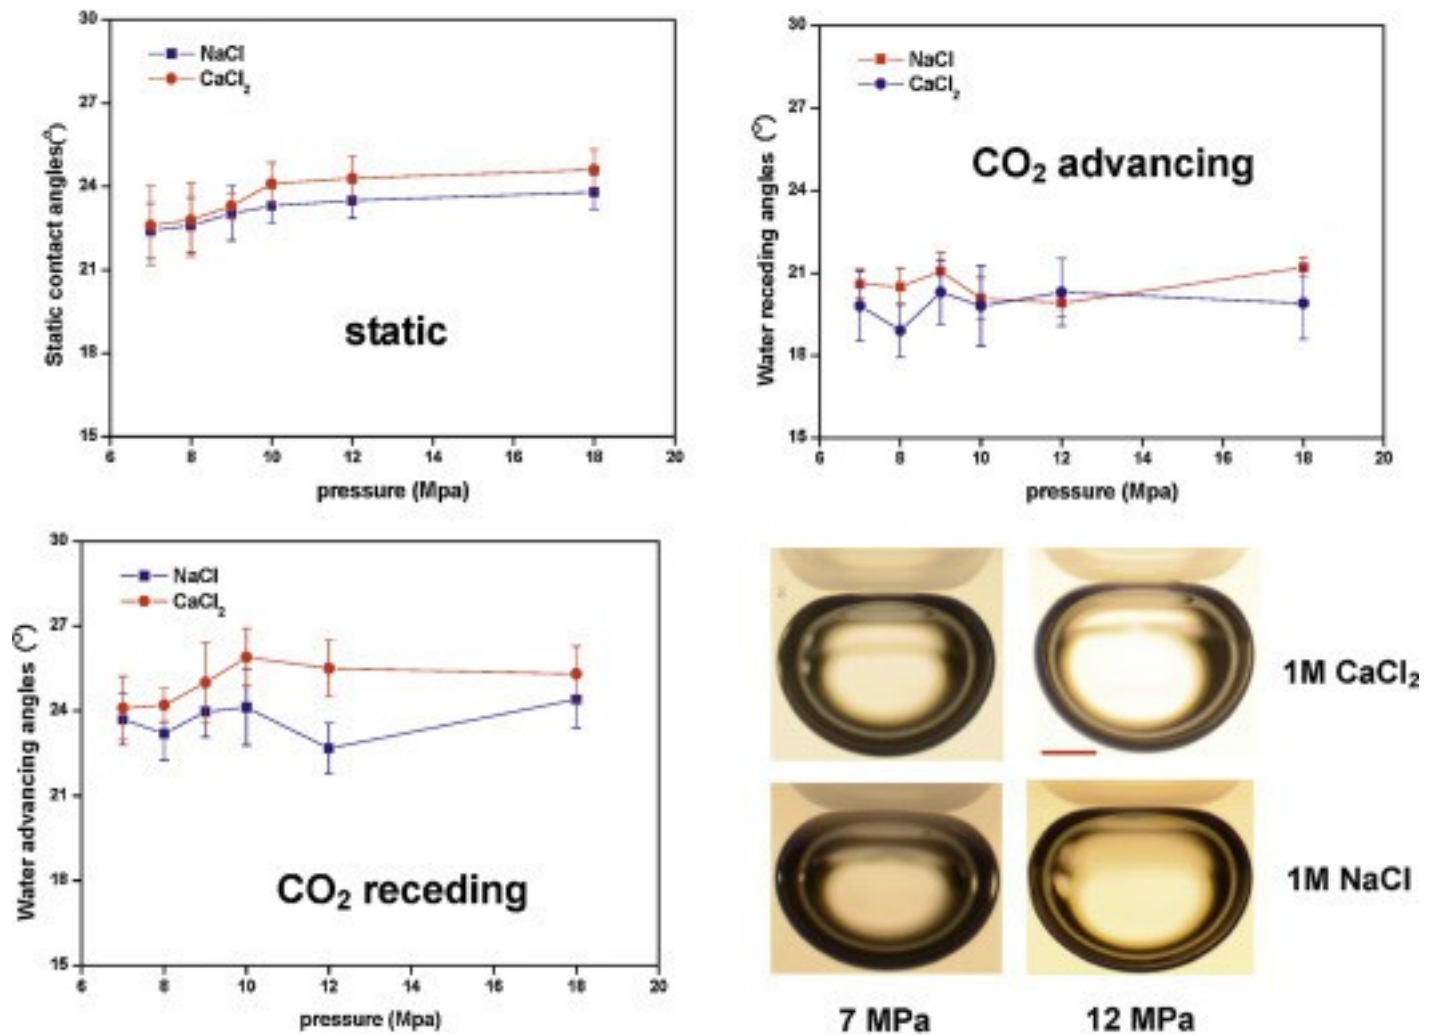 30
27
24
21
18
15
NaCl
CaCl₂
Static contact angles(°)
static
6 8 10 12 14 16 18 20
pressure (Mpa)
30
27
24
21
18
15
NaCl
CaCl₂
Water receding angles (°)
CO₂ advancing
6 8 10 12 14 16 18 20
pressure (Mpa)
30
27
24
21
18
15
NaCl
CaCl₂
Water advancing angles (°)
CO₂ receding
6 8 10 12 14 16 18 20
pressure (Mpa)
1M CaCl₂
1M NaCl
7 MPa 12 MPa